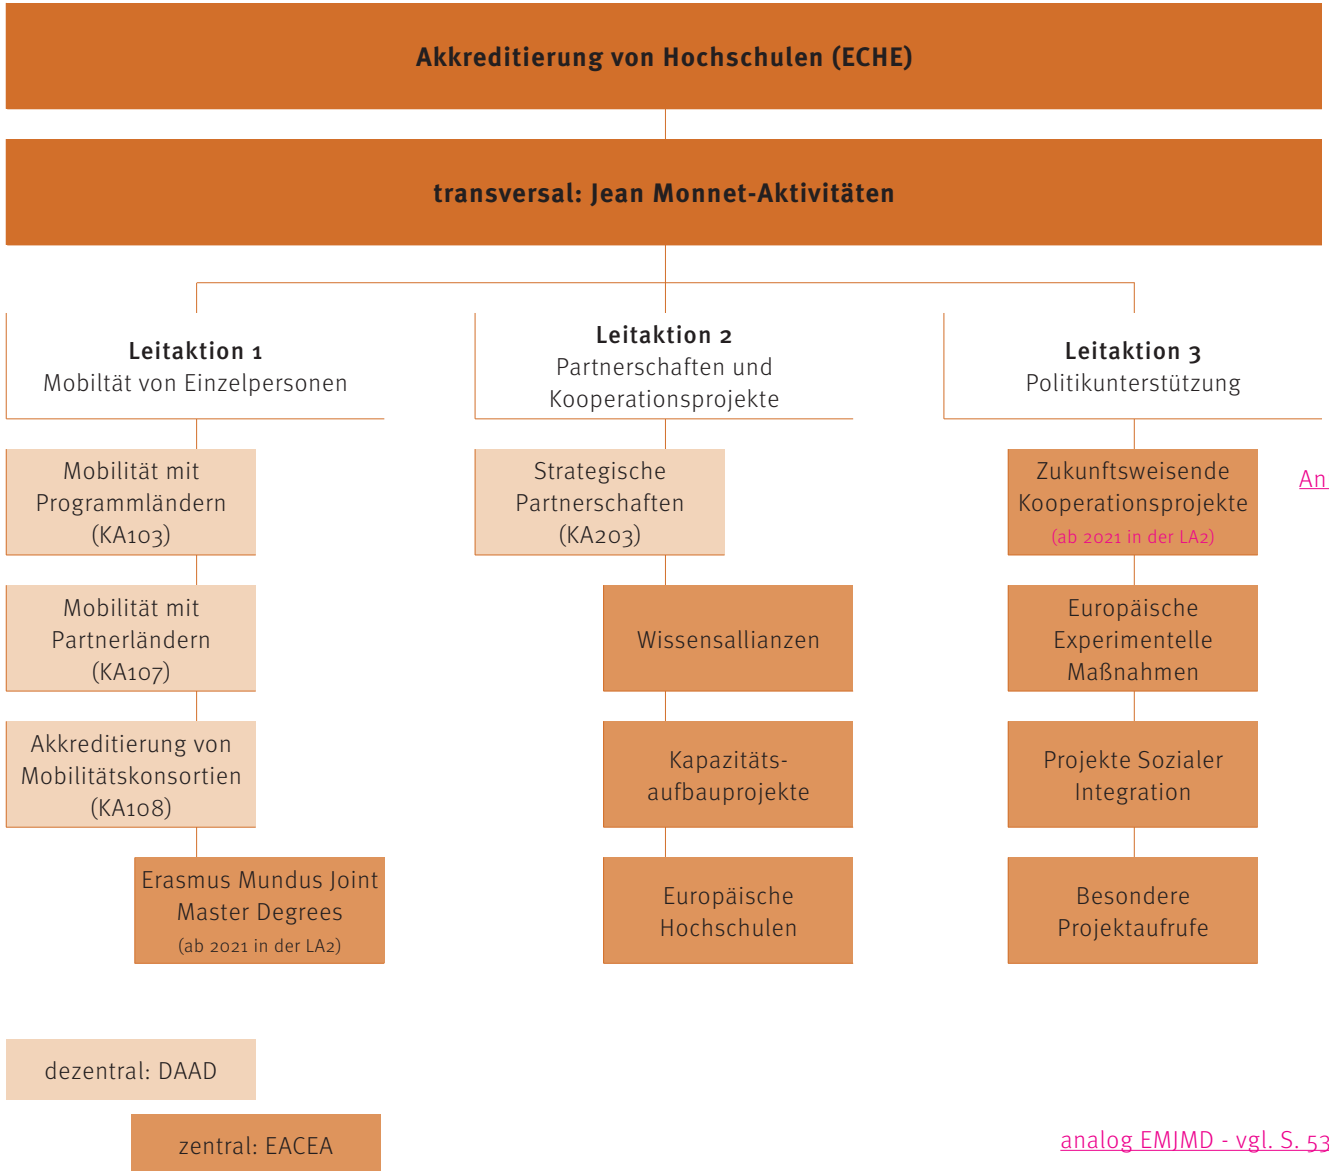 Akkreditierung von Hochschulen (ECHE)
transversal: Jean Monnet-Aktivitäten
Leitaktion 1
Mobiltät von Einzelpersonen
Leitaktion 2
Partnerschaften und
Kooperationsprojekte
Leitaktion 3
Politikunterstützung
Mobilität mit
Programmländern
(KA103)
Mobilität mit
Partnerländern
(KA107)
Akkreditierung von
Mobilitätskonsortien
(KA108)
Erasmus Mundus Joint
Master Degrees
(ab 2021 in der LA2)
Strategische
Partnerschaften
(KA203)
Wissensallianzen
Kapazitäts-
aufbauprojekte
Europäische
Hochschulen
Zukunftsweisende
Kooperationsprojekte
(ab 2021 in der LA2)
Europäische
Experimentelle
Maßnahmen
Projekte Sozialer
Integration
Besondere
Projektaufrufe
An
dezentral: DAAD
zentral: EACEA
analog EMJMD - vgl. S. 53